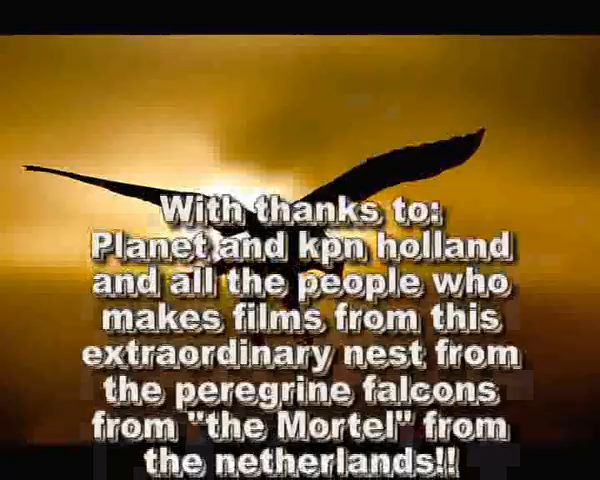 With thanks to:
Planet and kpn holland
and all the people who
makes films from this
extraordinary nest from
the peregrine falcons
from "the Mortel" from
the netherlands!!